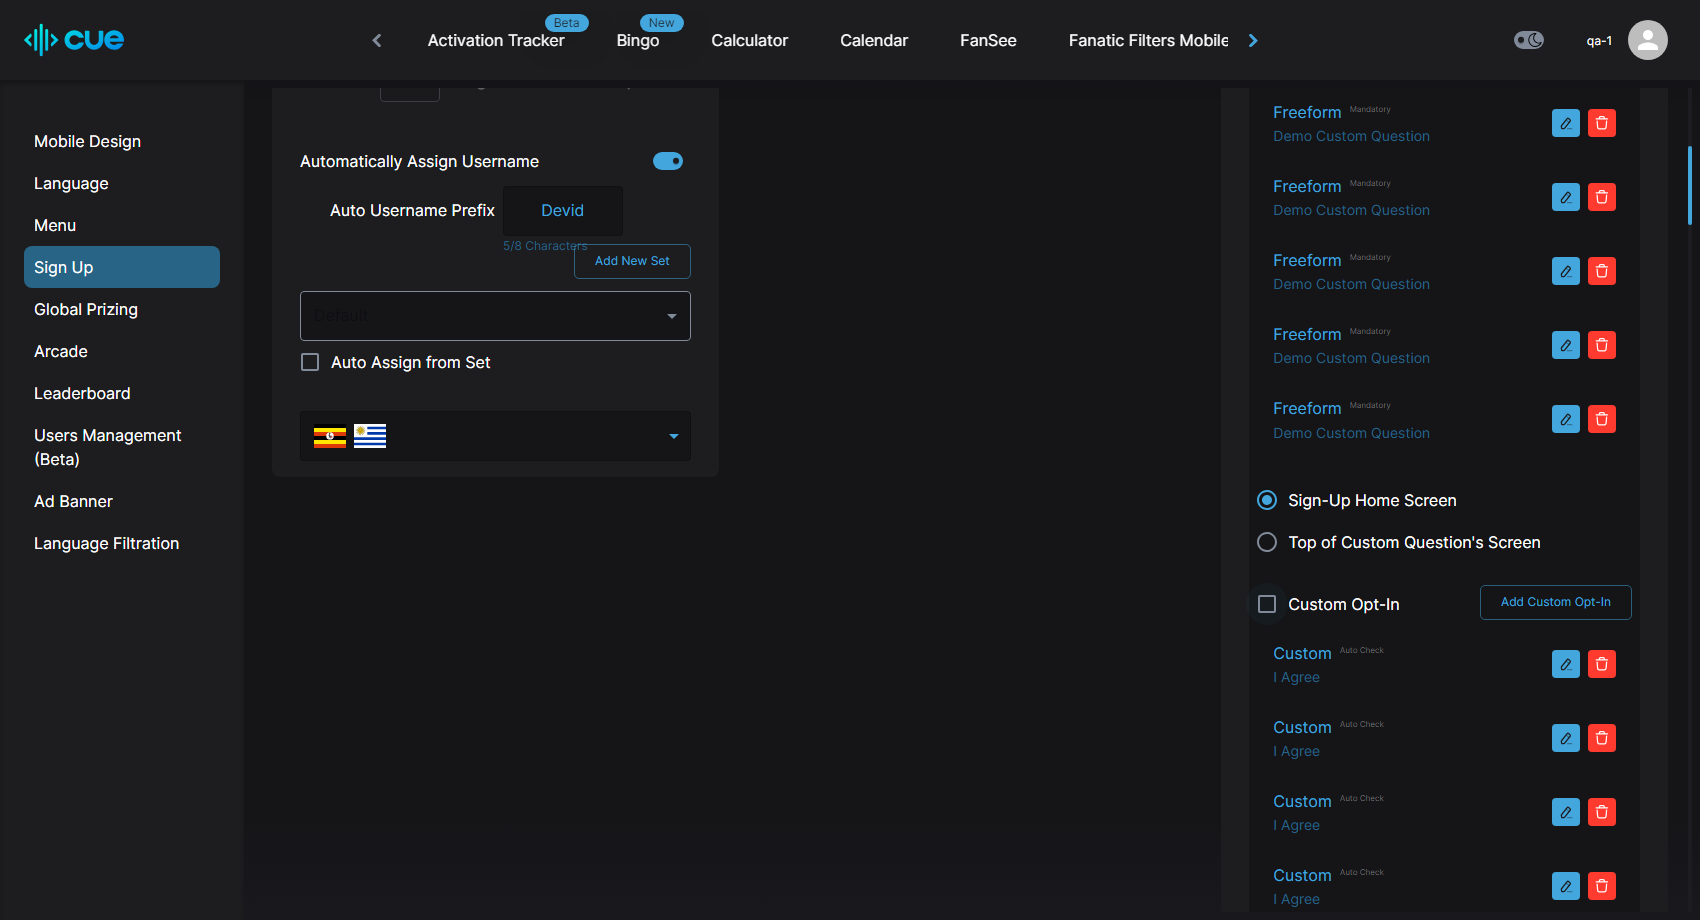 cue
Activation Tracker
Beta
Bingo
New
Calculator
Calendar
FanSee
Fanatic Filters Mobile
qa-1
Mobile Design
Language
Menu
Sign Up
Global Prizing
Arcade
Leaderboard
Users Management
(Beta)
Ad Banner
Language Filtration
Automatically Assign Username
Auto Username Prefix
Devid
5/8 Characters
Add New Set
Default
Auto Assign from Set
Freeform Mandatory
Demo Custom Question
Freeform Mandatory
Demo Custom Question
Freeform Mandatory
Demo Custom Question
Freeform Mandatory
Demo Custom Question
Freeform Mandatory
Demo Custom Question
Sign-Up Home Screen
Top of Custom Question's Screen
Custom Opt-In
Add Custom Opt-In
Custom Auto Check
I Agree
Custom Auto Check
I Agree
Custom Auto Check
I Agree
Custom Auto Check
I Agree